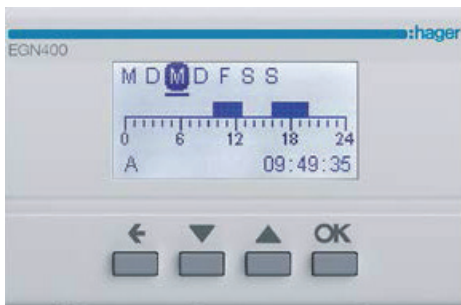 :hager
EGN400
M D M D F S S
0 6 12 18 24
A 09:49:35
OK